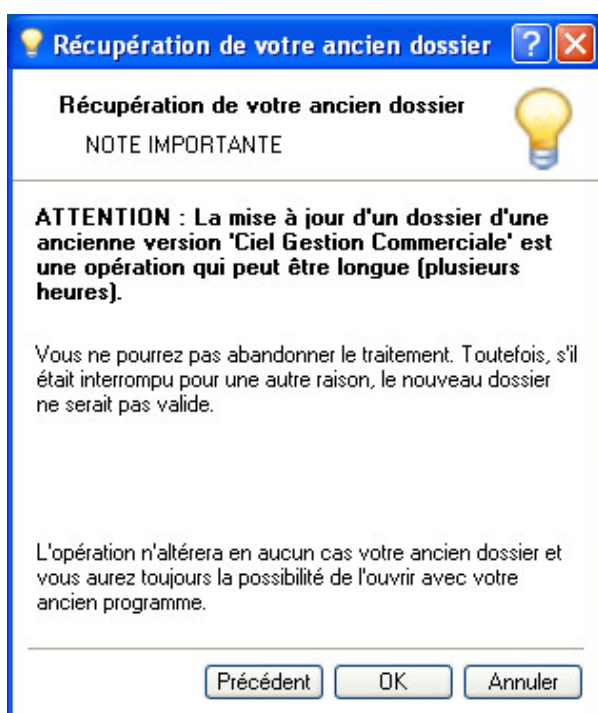 Récupération de votre ancien dossier
Récupération de votre ancien dossier
NOTE IMPORTANTE
ATTENTION : La mise à jour d'un dossier d'une
ancienne version 'Ciel Gestion Commerciale' est
une opération qui peut être longue (plusieurs
heures).
Vous ne pourrez pas abandonner le traitement. Toutefois, s'il
était interrompu pour une autre raison, le nouveau dossier
ne serait pas valide.
L'opération n'altérera en aucun cas votre ancien dossier et
vous aurez toujours la possibilité de l'ouvrir avec votre
ancien programme.
Précédent OK Annuler